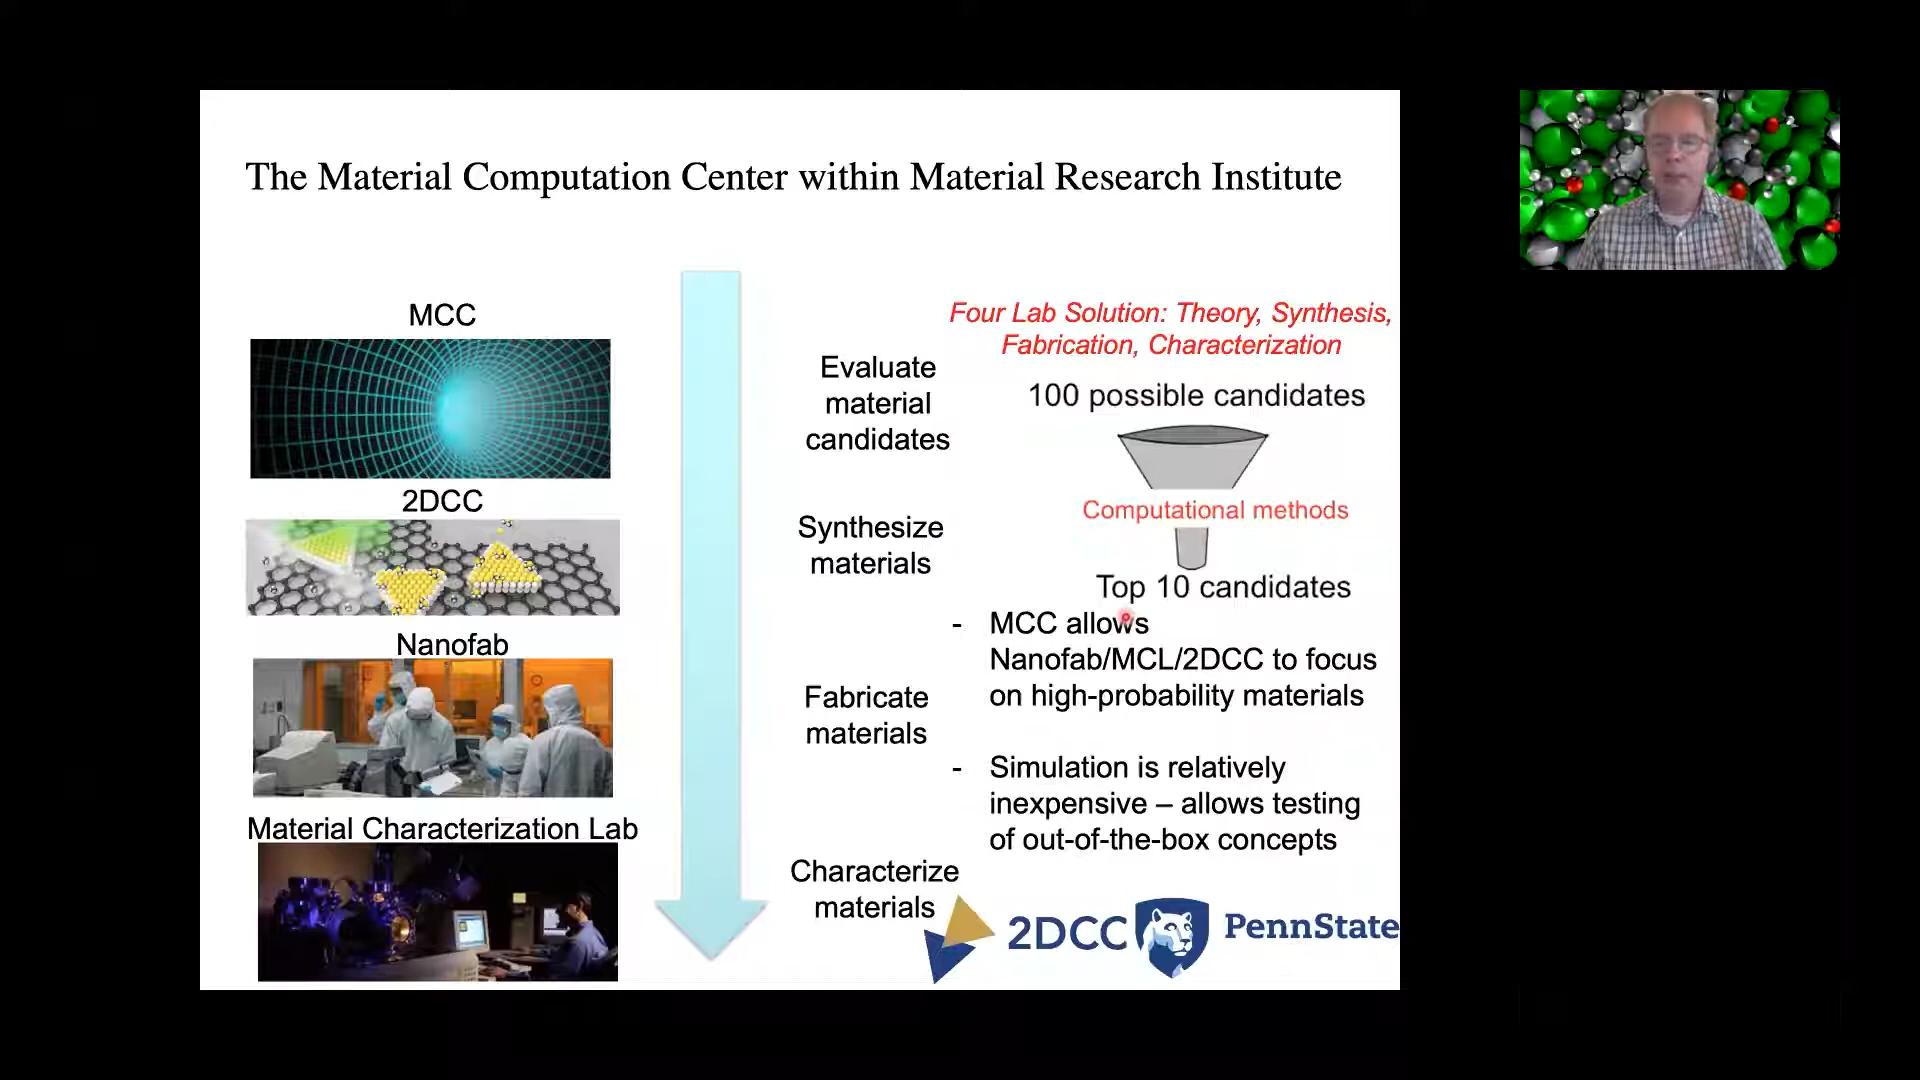 The Material Computation Center within Material Research Institute
MCC
2DCC
Nanofab
Material Characterization Lab
Evaluate
material
candidates
Synthesize
materials
Fabricate
materials
Characterize
materials
Four Lab Solution: Theory, Synthesis,
Fabrication, Characterization
100 possible candidates
Computational methods
Top 10 candidates
- MCC allows
Nanofab/MCL/2DCC to focus
on high-probability materials
- Simulation is relatively
inexpensive – allows testing
of out-of-the-box concepts
2DCC
PennState